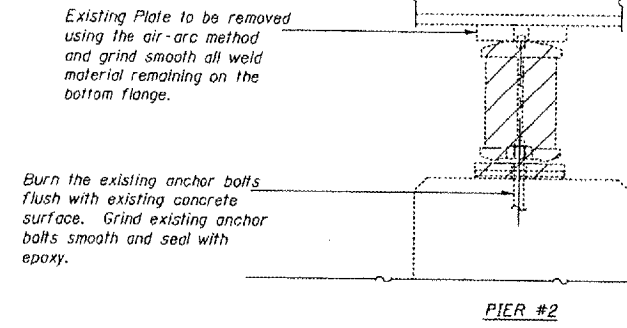 Existing Plate to be removed
using the air-arc method
and grind smooth all weld
material remaining on the
bottom flange.
Burn the existing anchor bolts
flush with existing concrete
surface. Grind existing anchor
bolts smooth and seal with
epoxy.
PIER #2